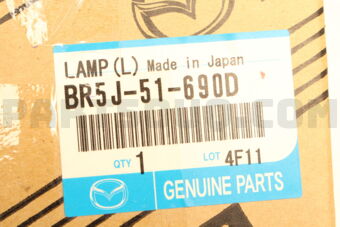 LAMP (L) Made in Japan
BR5J-51-690D
QTY 1 LOT 4F11
GENUINE PARTS